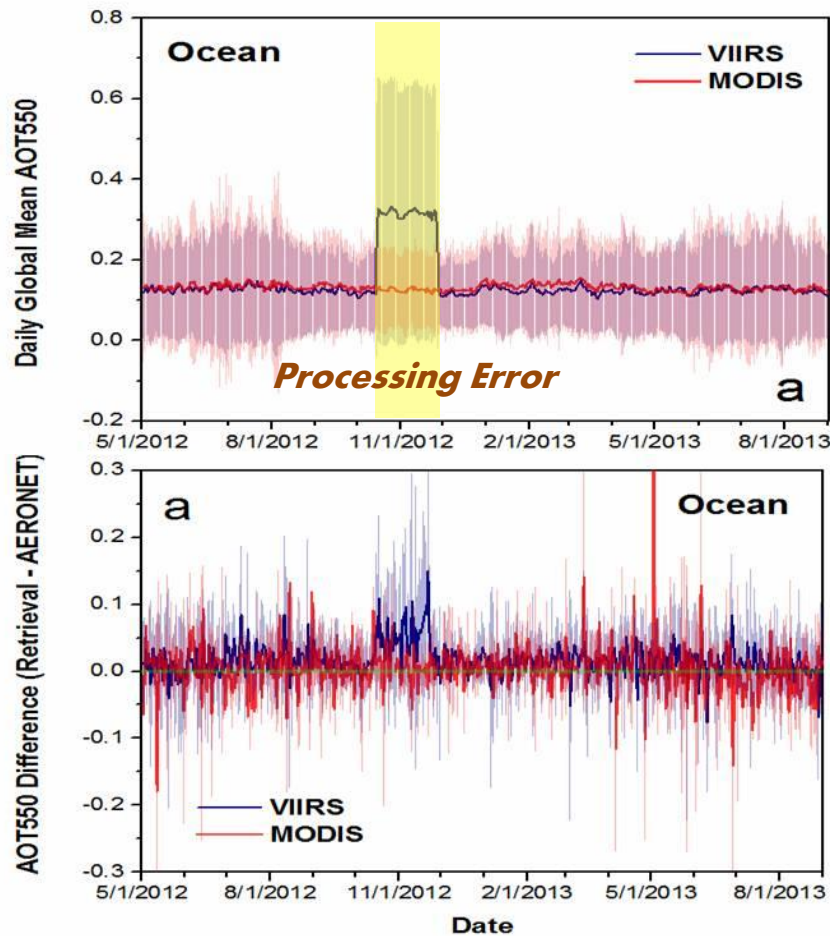 Ocean
VIIRS
MODIS
Daily Global Mean AOT550
0.8
0.6
0.4
0.2
0.0
-0.2
Processing Error
a
5/1/2012 8/1/2012 11/1/2012 2/1/2013 5/1/2013 8/1/2013
a
Ocean
AOT550 Difference (Retrieval - AERONET)
0.3
0.2
0.1
0.0
-0.1
-0.2
-0.3
VIIRS
MODIS
5/1/2012 8/1/2012 11/1/2012 2/1/2013 5/1/2013 8/1/2013
Date